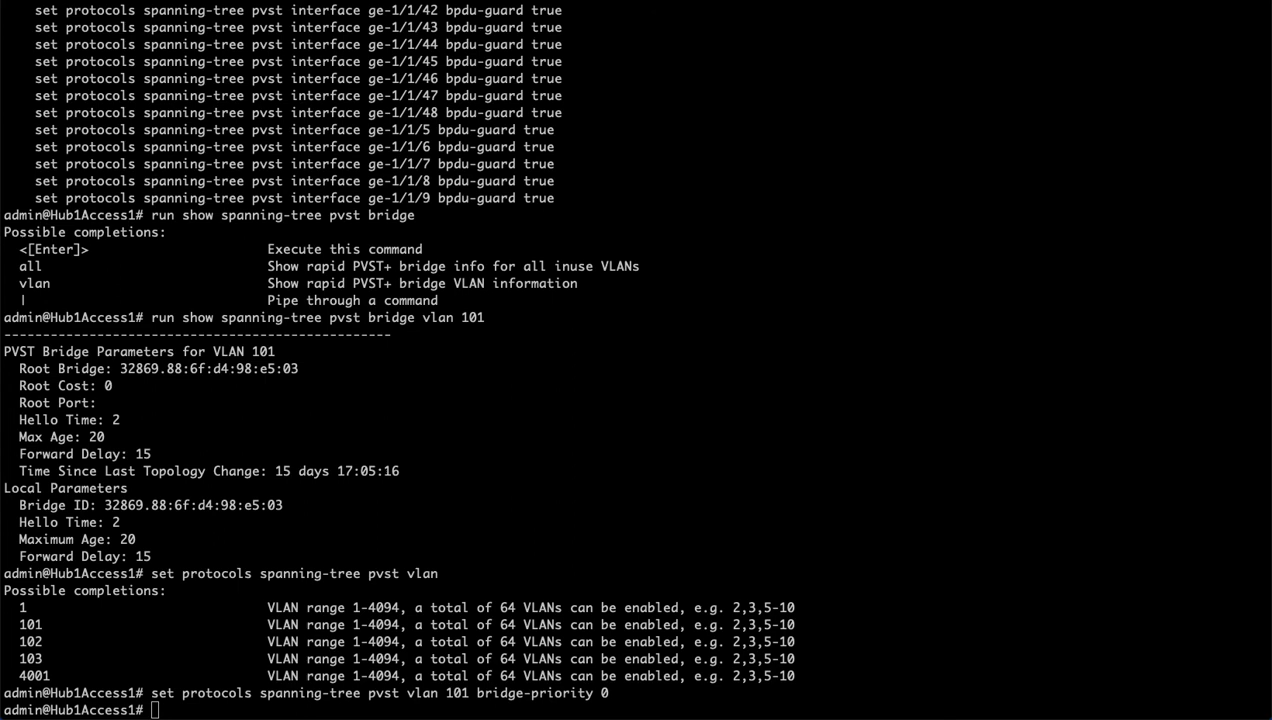 set protocols spanning-tree pvst interface ge-1/1/42 bpdu-guard true
set protocols spanning-tree pvst interface ge-1/1/43 bpdu-guard true
set protocols spanning-tree pvst interface ge-1/1/44 bpdu-guard true
set protocols spanning-tree pvst interface ge-1/1/45 bpdu-guard true
set protocols spanning-tree pvst interface ge-1/1/46 bpdu-guard true
set protocols spanning-tree pvst interface ge-1/1/47 bpdu-guard true
set protocols spanning-tree pvst interface ge-1/1/48 bpdu-guard true
set protocols spanning-tree pvst interface ge-1/1/5 bpdu-guard true
set protocols spanning-tree pvst interface ge-1/1/6 bpdu-guard true
set protocols spanning-tree pvst interface ge-1/1/7 bpdu-guard true
set protocols spanning-tree pvst interface ge-1/1/8 bpdu-guard true
set protocols spanning-tree pvst interface ge-1/1/9 bpdu-guard true
admin@Hub1Access1# run show spanning-tree pvst bridge
Possible completions:
<[Enter]> Execute this command
all Show rapid PVST+ bridge info for all inuse VLANs
vlan Show rapid PVST+ bridge VLAN information
| Pipe through a command
admin@Hub1Access1# run show spanning-tree pvst bridge vlan 101
--------------------------------------------------
PVST Bridge Parameters for VLAN 101
Root Bridge: 32869.88:6f:d4:98:e5:03
Root Cost: 0
Root Port:
Hello Time: 2
Max Age: 20
Forward Delay: 15
Time Since Last Topology Change: 15 days 17:05:16
Local Parameters
Bridge ID: 32869.88:6f:d4:98:e5:03
Hello Time: 2
Maximum Age: 20
Forward Delay: 15
admin@Hub1Access1# set protocols spanning-tree pvst vlan
Possible completions:
1 VLAN range 1-4094, a total of 64 VLANs can be enabled, e.g. 2,3,5-10
101 VLAN range 1-4094, a total of 64 VLANs can be enabled, e.g. 2,3,5-10
102 VLAN range 1-4094, a total of 64 VLANs can be enabled, e.g. 2,3,5-10
103 VLAN range 1-4094, a total of 64 VLANs can be enabled, e.g. 2,3,5-10
4001 VLAN range 1-4094, a total of 64 VLANs can be enabled, e.g. 2,3,5-10
admin@Hub1Access1# set protocols spanning-tree pvst vlan 101 bridge-priority 0
admin@Hub1Access1#